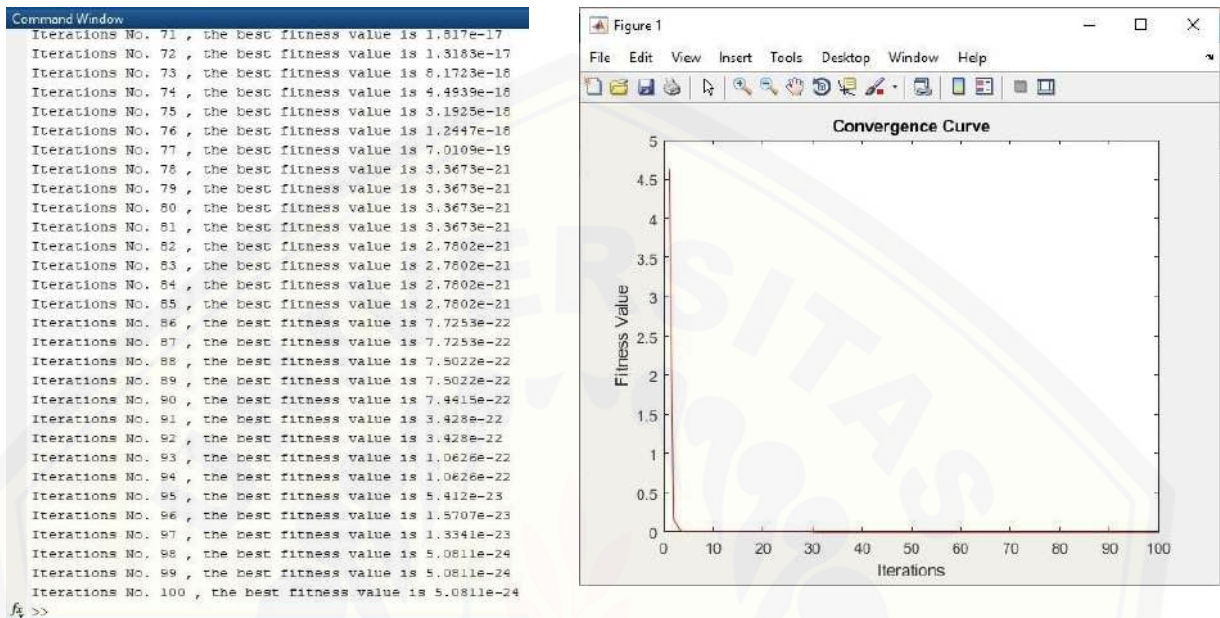 Command Window
Iterations No. 71 , the best fitness value is 1.817e-17
Iterations No. 72 , the best fitness value is 1.3183e-17
Iterations No. 73 , the best fitness value is 8.1723e-18
Iterations No. 74 , the best fitness value is 4.4939e-18
Iterations No. 75 , the best fitness value is 3.1925e-18
Iterations No. 76 , the best fitness value is 1.2447e-18
Iterations No. 77 , the best fitness value is 7.0109e-19
Iterations No. 78 , the best fitness value is 3.3673e-21
Iterations No. 79 , the best fitness value is 3.3673e-21
Iterations No. 80 , the best fitness value is 3.3673e-21
Iterations No. 81 , the best fitness value is 3.3673e-21
Iterations No. 82 , the best fitness value is 2.7802e-21
Iterations No. 83 , the best fitness value is 2.7802e-21
Iterations No. 84 , the best fitness value is 2.7802e-21
Iterations No. 85 , the best fitness value is 2.7802e-21
Iterations No. 86 , the best fitness value is 7.7253e-22
Iterations No. 87 , the best fitness value is 7.7253e-22
Iterations No. 88 , the best fitness value is 7.5022e-22
Iterations No. 89 , the best fitness value is 7.5022e-22
Iterations No. 90 , the best fitness value is 7.4415e-22
Iterations No. 91 , the best fitness value is 3.428e-22
Iterations No. 92 , the best fitness value is 3.428e-22
Iterations No. 93 , the best fitness value is 1.0626e-22
Iterations No. 94 , the best fitness value is 1.0626e-22
Iterations No. 95 , the best fitness value is 5.412e-23
Iterations No. 96 , the best fitness value is 1.5707e-23
Iterations No. 97 , the best fitness value is 1.3341e-23
Iterations No. 98 , the best fitness value is 5.0811e-24
Iterations No. 99 , the best fitness value is 5.0811e-24
Iterations No. 100 , the best fitness value is 5.0811e-24
fx >>
Figure 1
File Edit View Insert Tools Desktop Window Help
Convergence Curve
5
4.5
4
3.5
3
2.5
2
1.5
1
0.5
0
Fitness Value
0 10 20 30 40 50 60 70 80 90 100
Iterations
ERSITAS